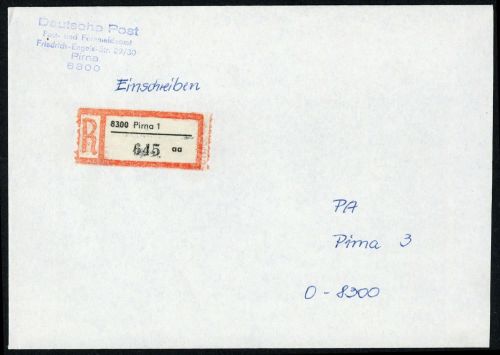 Deutsche Post
Post- und Fernmeldeamt
Friedrich-Engels-Str. 29/30
Pirna
8300
Einschreiben
R
8300 Pirna 1
645 aa
PA
Pirna 3
O-8300